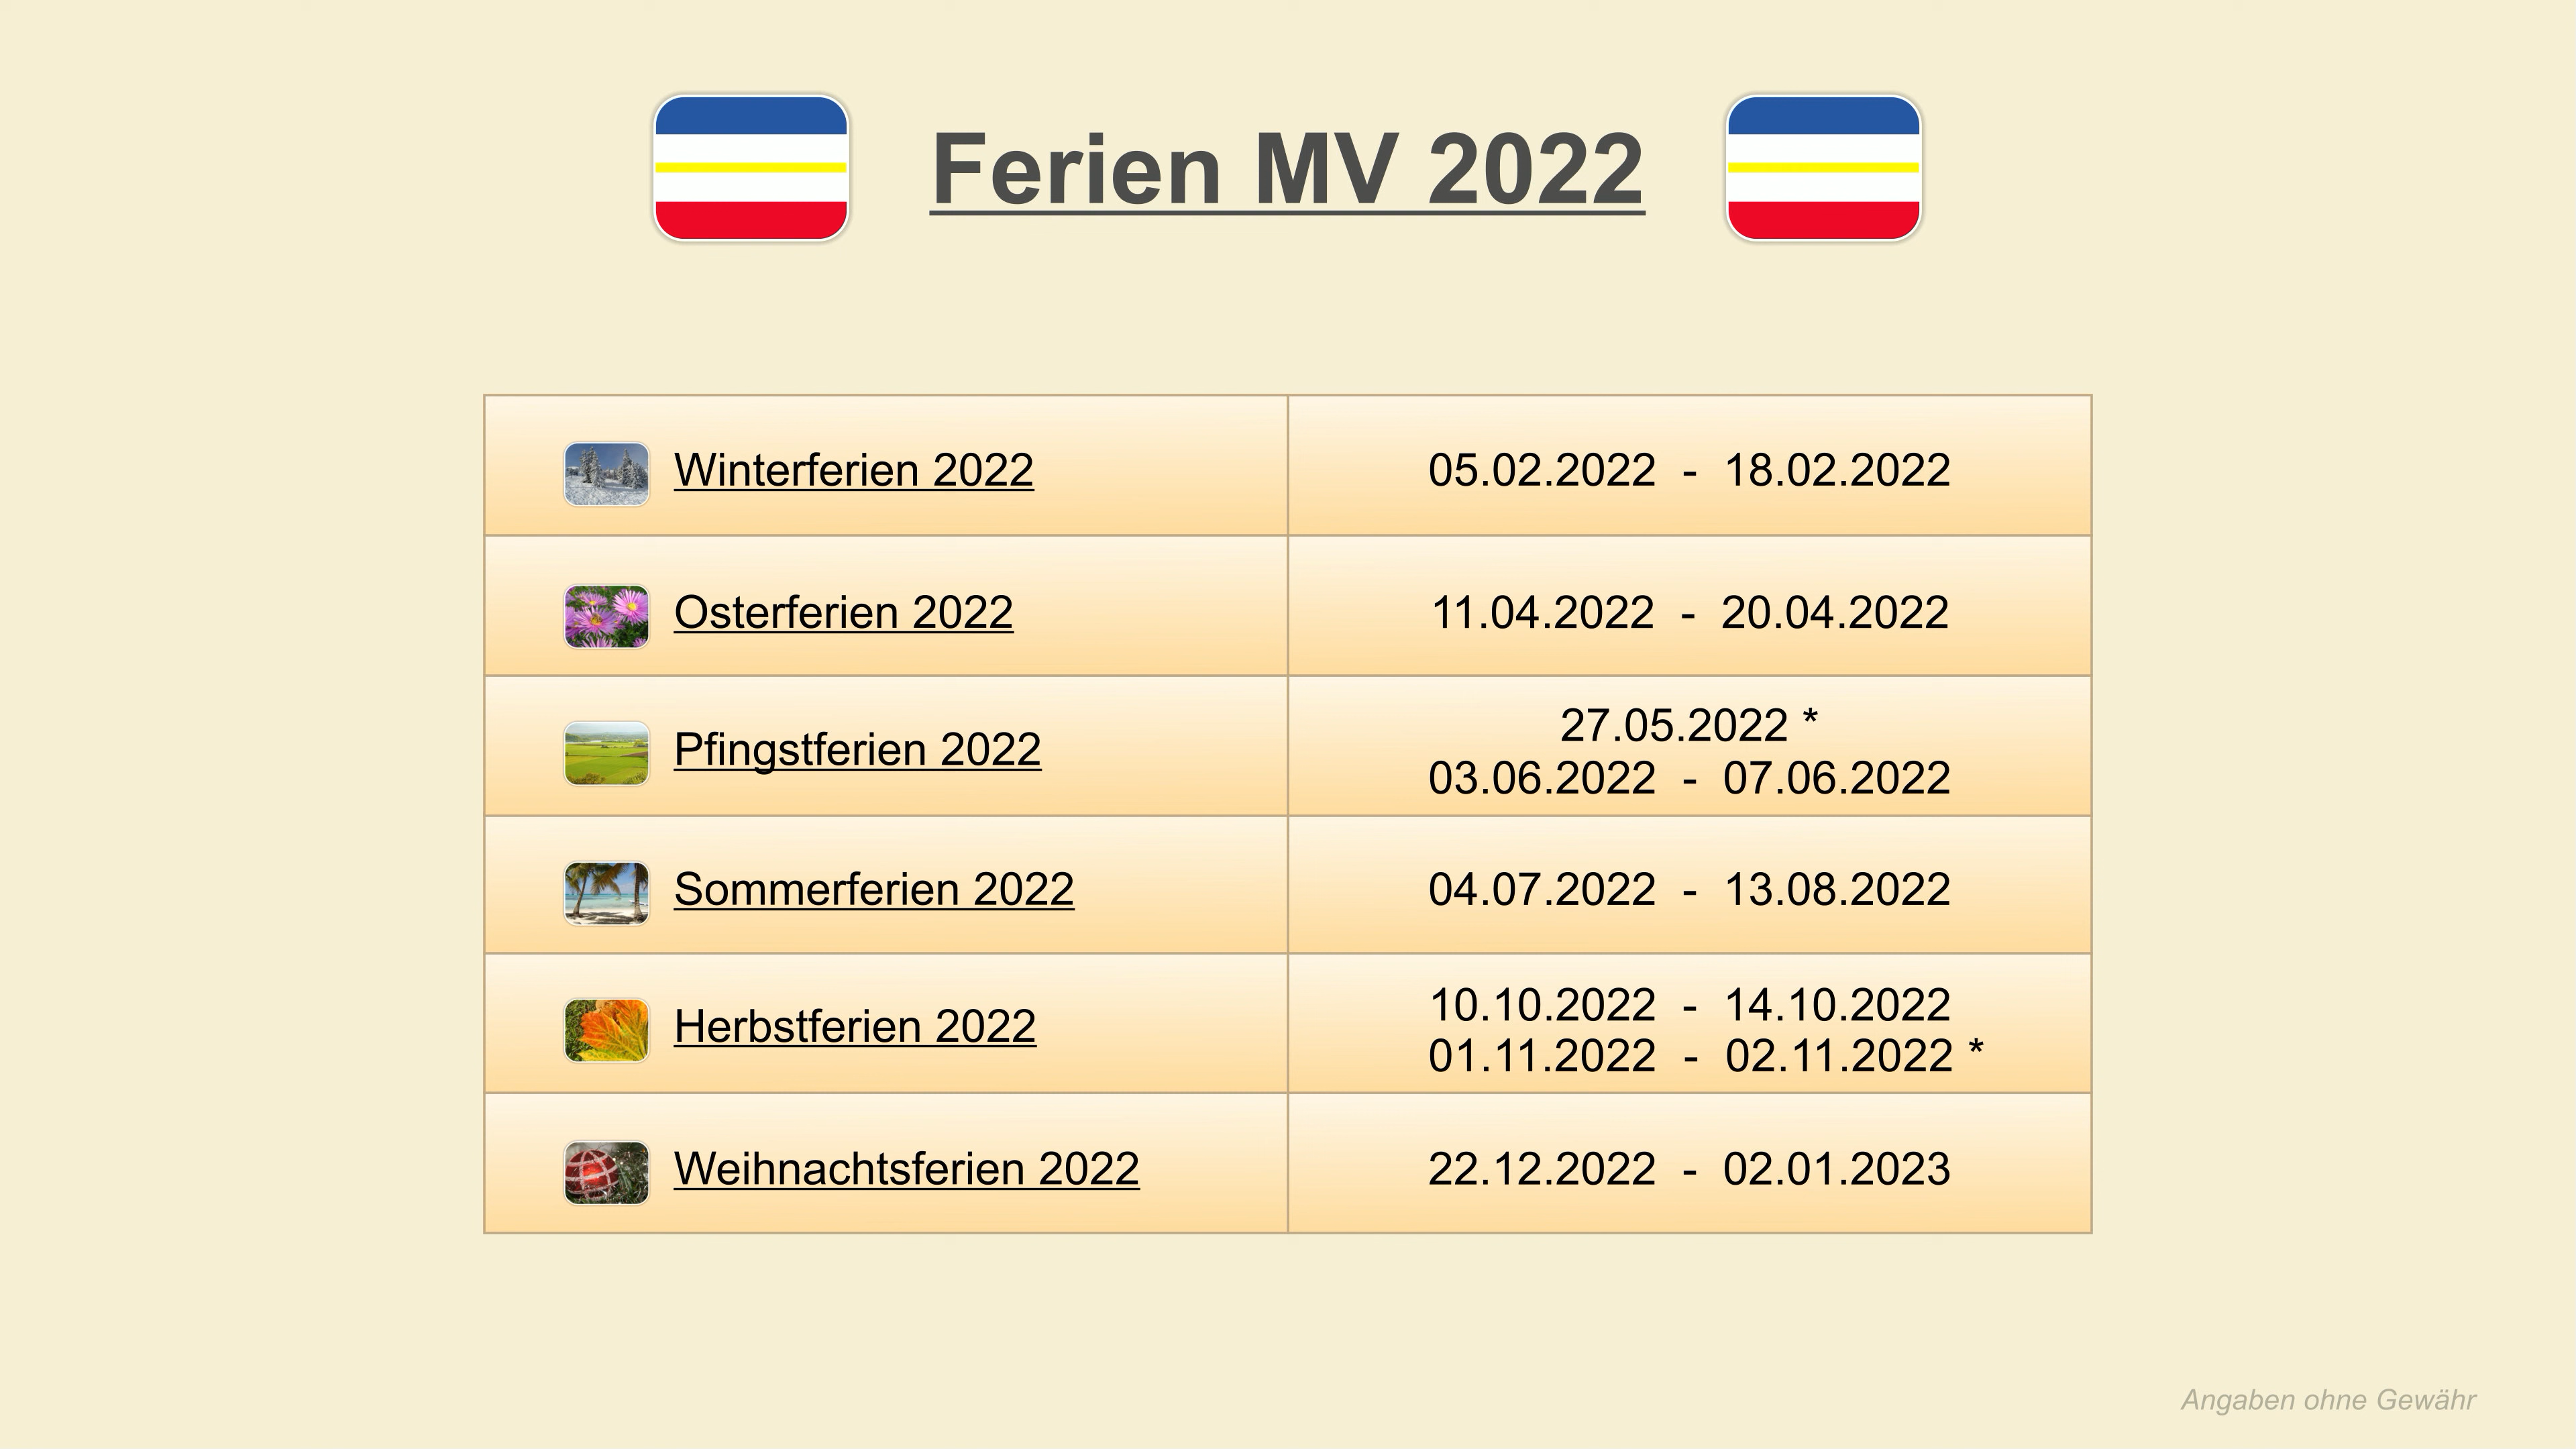 Ferien MV 2022
Winterferien 2022 05.02.2022 - 18.02.2022
Osterferien 2022 11.04.2022 - 20.04.2022
Pfingstferien 2022 27.05.2022 *
03.06.2022 - 07.06.2022
Sommerferien 2022 04.07.2022 - 13.08.2022
Herbstferien 2022 10.10.2022 - 14.10.2022
01.11.2022 - 02.11.2022 *
Weihnachtsferien 2022 22.12.2022 - 02.01.2023
Angaben ohne Gewähr